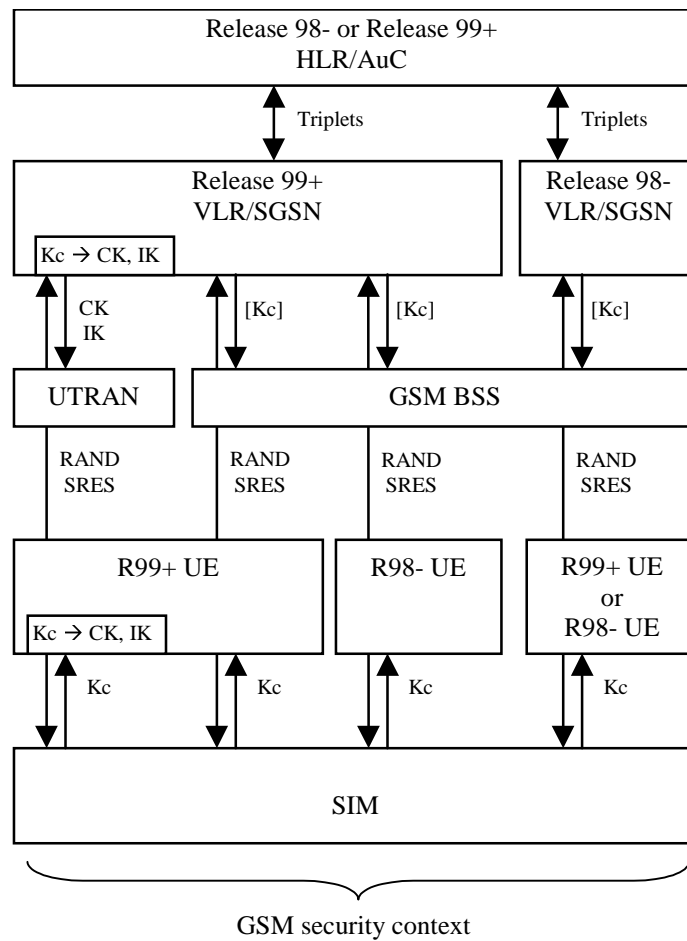 Release 98- or Release 99+
HLR/AuC
Triplets
Triplets
Release 99+
VLR/SGSN
Release 98-
VLR/SGSN
Kc → CK, IK
CK
IK
[Kc]
[Kc]
[Kc]
UTRAN
GSM BSS
RAND
SRES
RAND
SRES
RAND
SRES
RAND
SRES
R99+ UE
R98- UE
R99+ UE
or
R98- UE
Kc → CK, IK
Kc
Kc
Kc
Kc
SIM
GSM security context